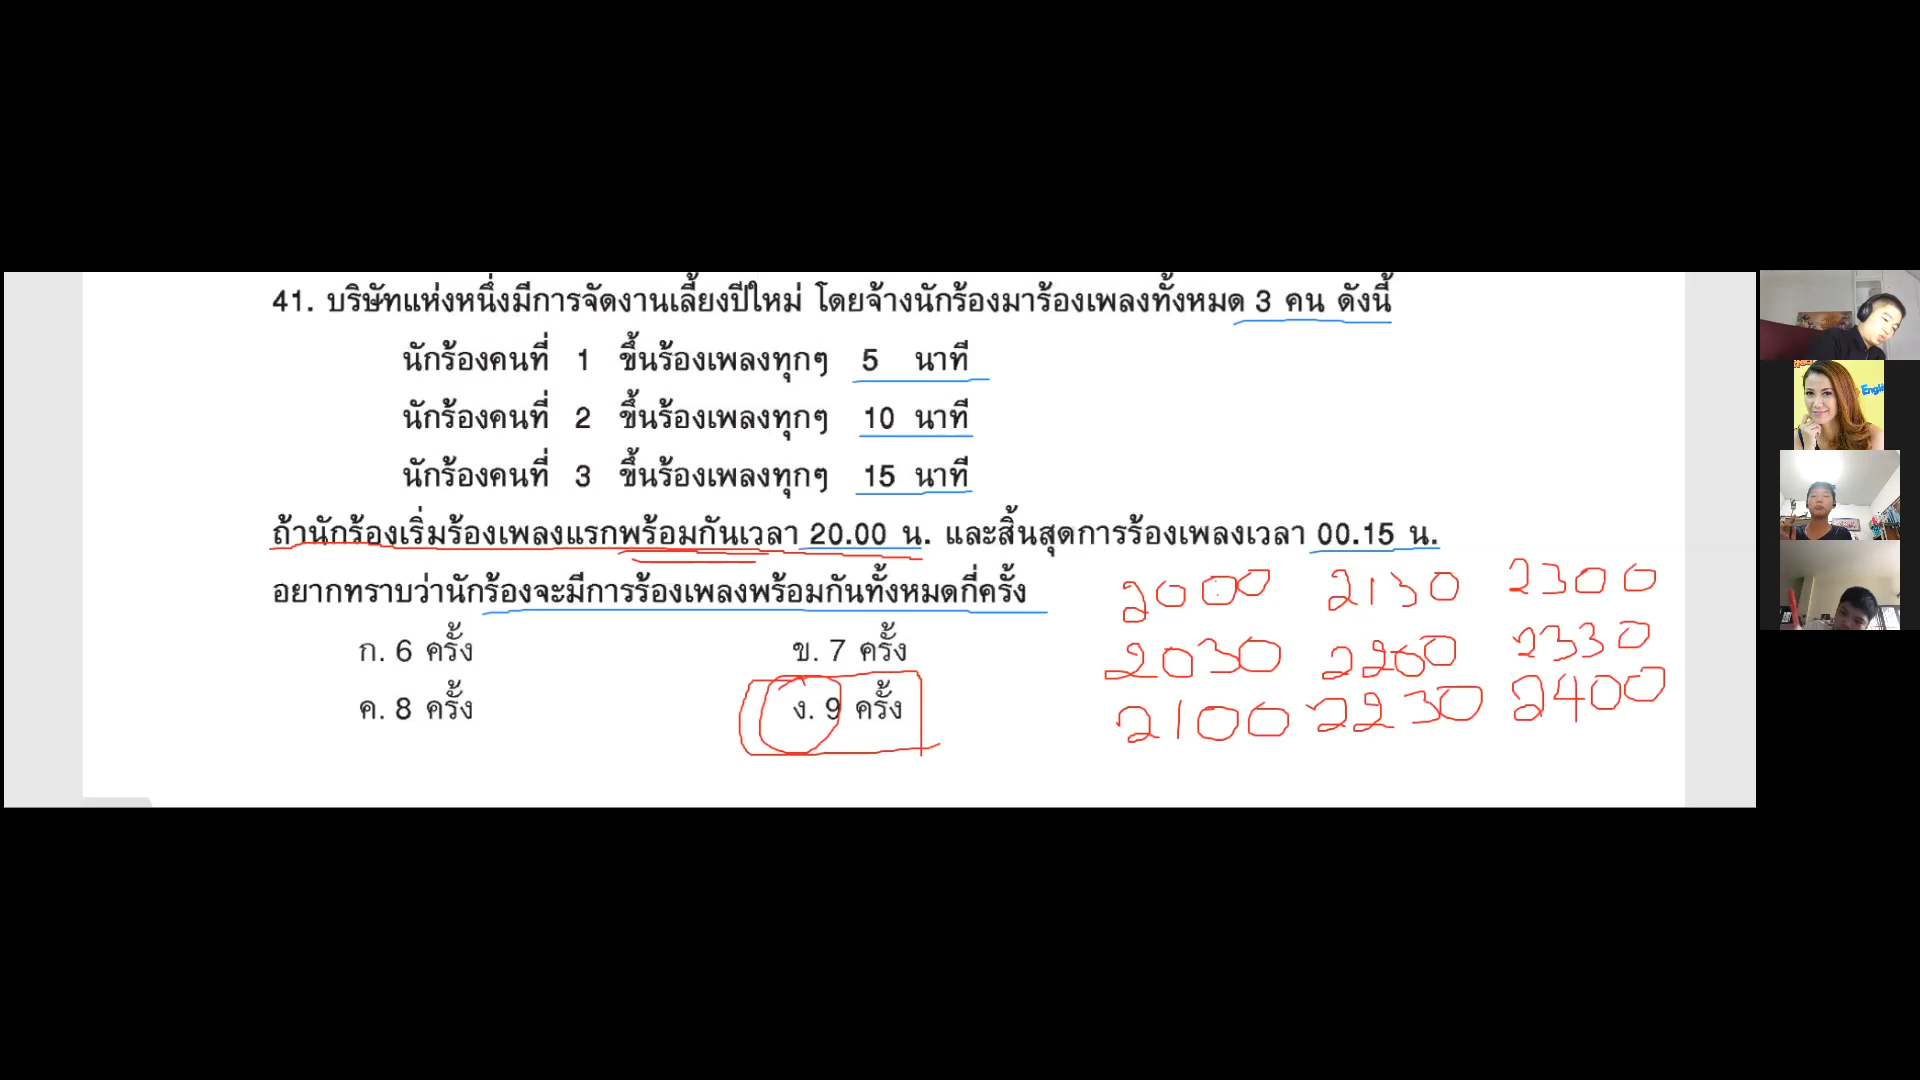 41. บริษัทแห่งหนึ่งมีการจัดงานเลี้ยงปีใหม่ โดยจ้างนักร้องมาร้องเพลงทั้งหมด 3 คน ดังนี้
นักร้องคนที่ 1 ขึ้นร้องเพลงทุกๆ 5 นาที
นักร้องคนที่ 2 ขึ้นร้องเพลงทุกๆ 10 นาที
นักร้องคนที่ 3 ขึ้นร้องเพลงทุกๆ 15 นาที
ถ้านักร้องเริ่มร้องเพลงแรกพร้อมกันเวลา 20.00 น. และสิ้นสุดการร้องเพลงเวลา 00.15 น.
อยากทราบว่านักร้องจะมีการร้องเพลงพร้อมกันทั้งหมดกี่ครั้ง
ก. 6 ครั้ง ข. 7 ครั้ง
ค. 8 ครั้ง ง. 9 ครั้ง
2000 2130 2300
2030 2200 2330
2100 2230 2400